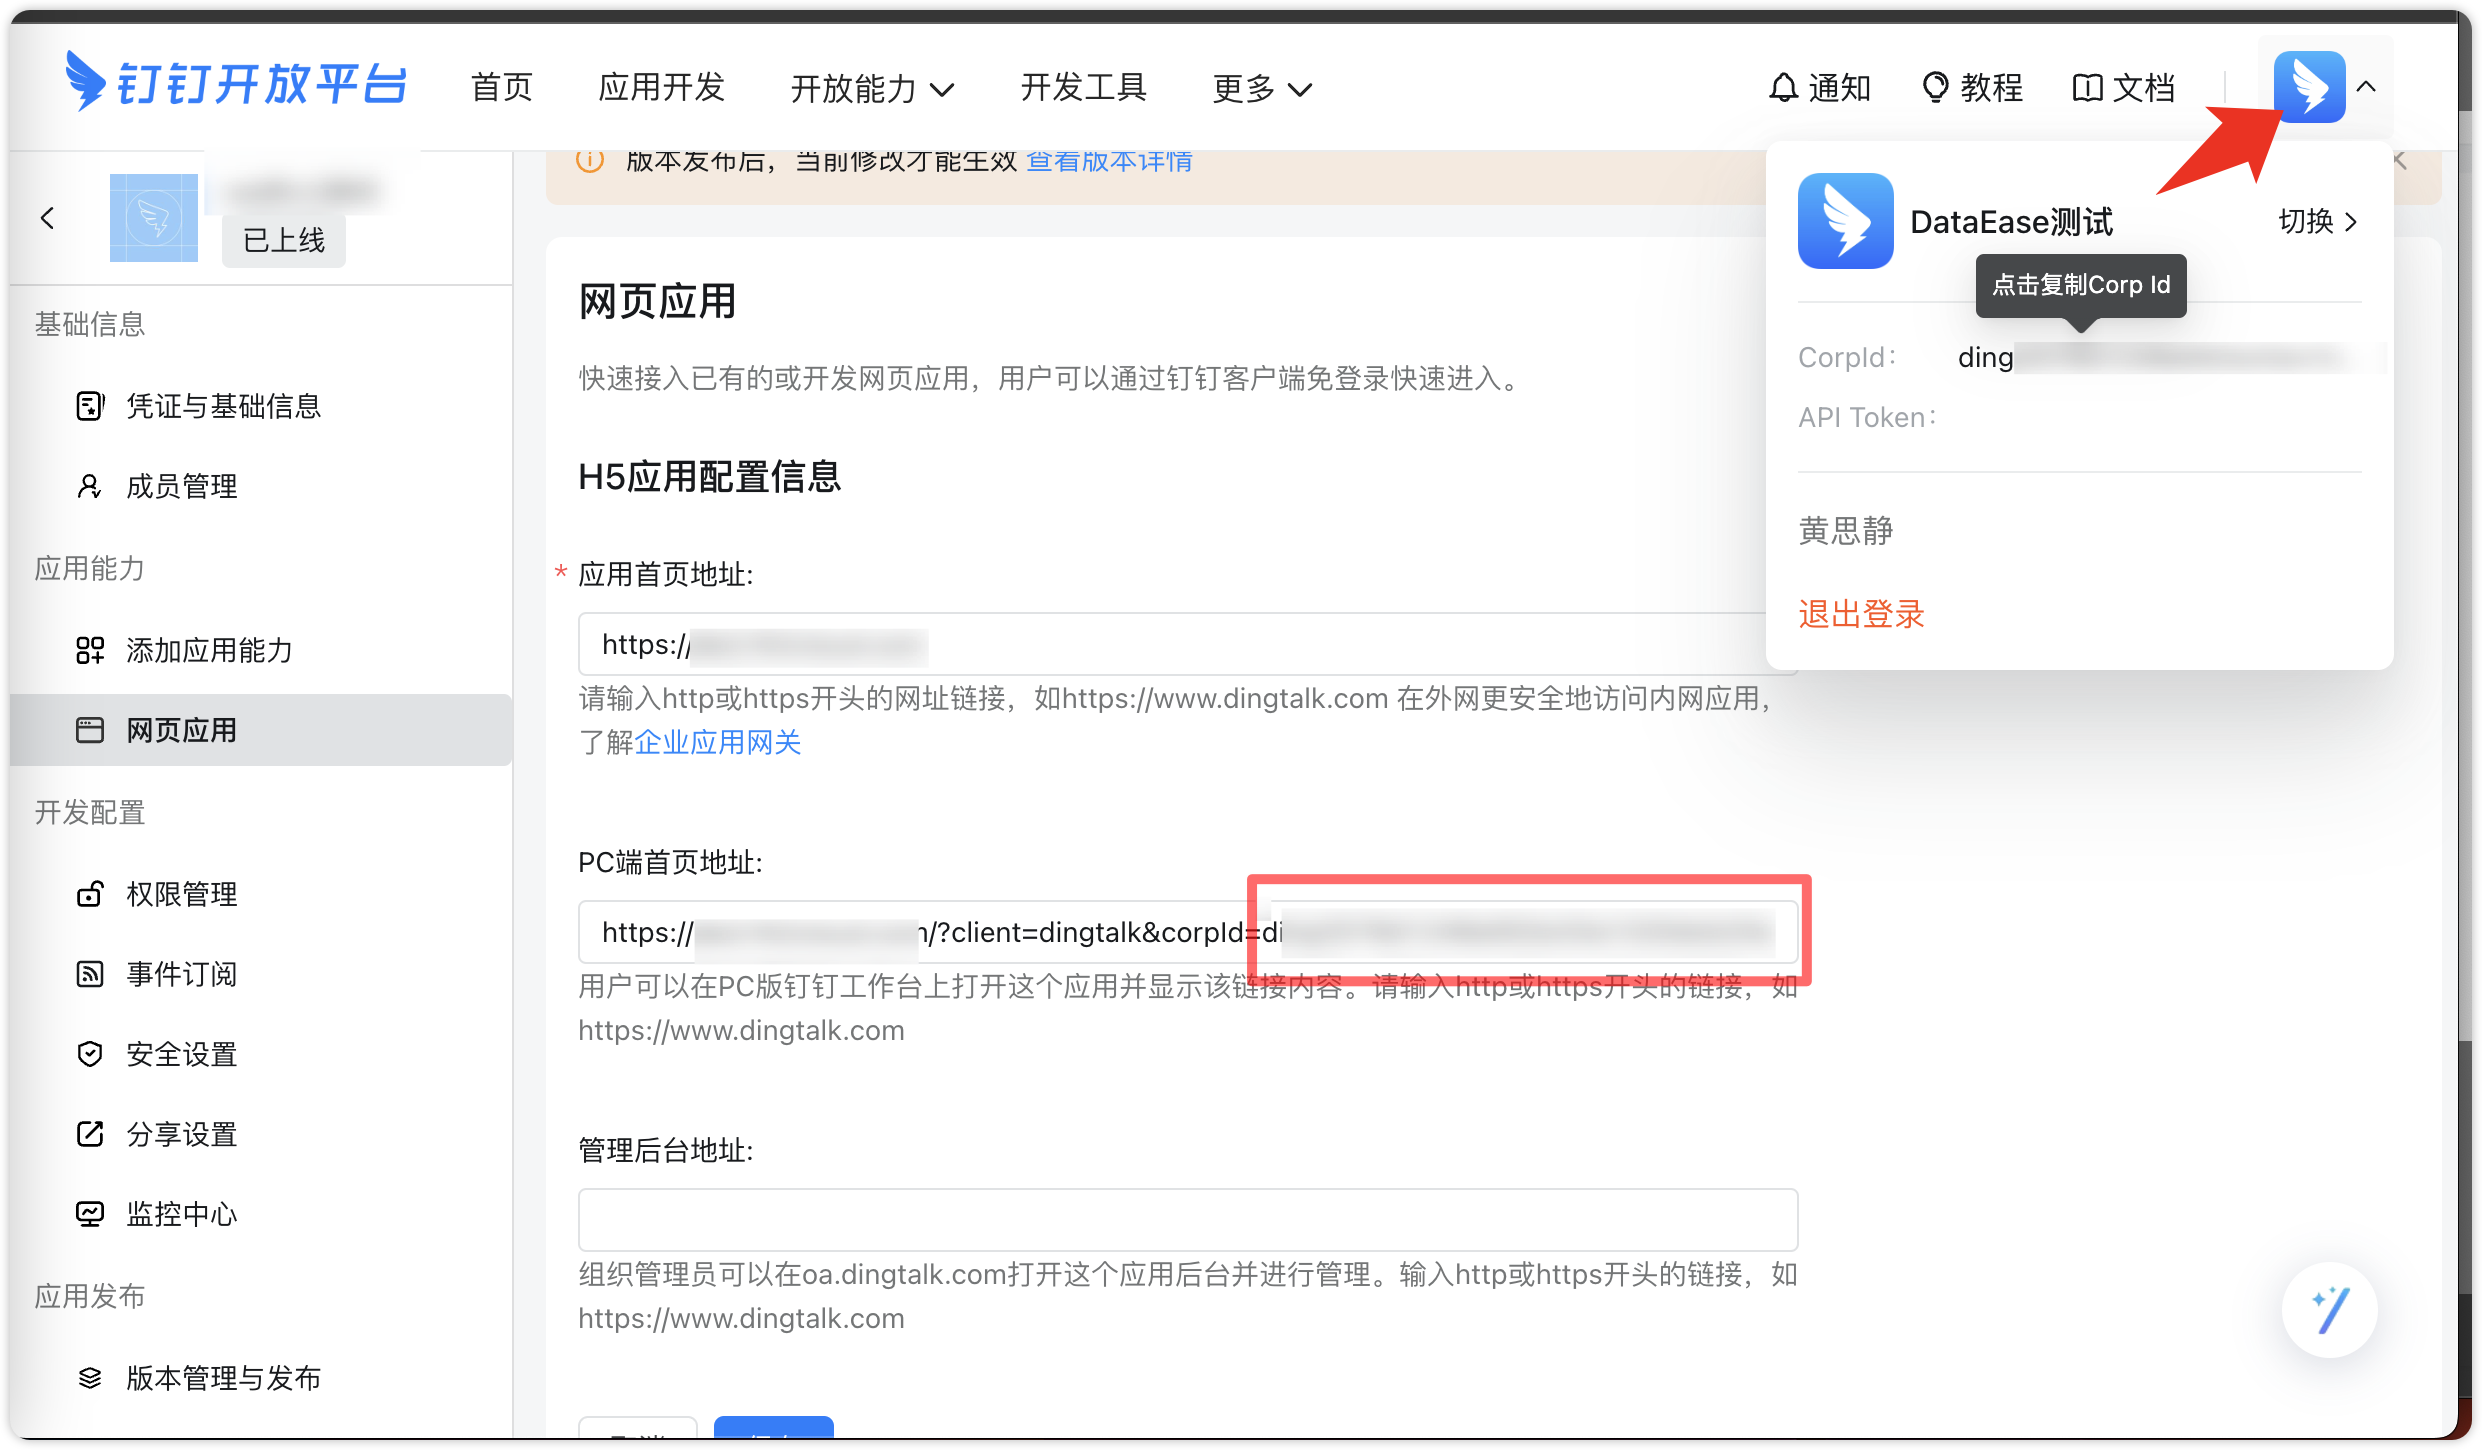 钉钉开放平台
首页
应用开发
开放能力
开发工具
更多
通知
教程
文档
已上线
基础信息
凭证与基础信息
成员管理
应用能力
添加应用能力
网页应用
开发配置
权限管理
事件订阅
安全设置
分享设置
监控中心
应用发布
版本管理与发布
版本发布后，当前修改才能生效 查看版本详情
网页应用
快速接入已有的或开发网页应用，用户可以通过钉钉客户端免登录快速进入。
H5应用配置信息
* 应用首页地址:
https://
请输入http或https开头的网址链接，如https://www.dingtalk.com 在外网更安全地访问内网应用，
了解企业应用网关
PC端首页地址:
https:// /?client=dingtalk&corpId=di
用户可以在PC版钉钉工作台上打开这个应用并显示该链接内容。请输入http或https开头的链接，如
https://www.dingtalk.com
管理后台地址:
组织管理员可以在oa.dingtalk.com打开这个应用后台并进行管理。输入http或https开头的链接，如
https://www.dingtalk.com
DataEase测试
切换
点击复制Corp Id
CorpId： ding
API Token：
黄思静
退出登录